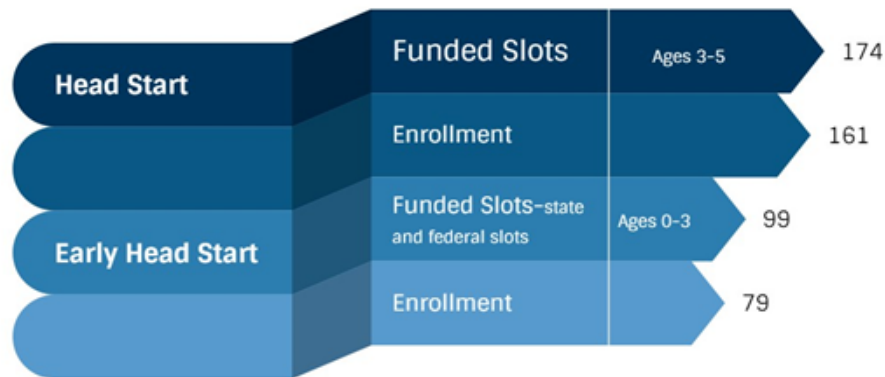 Head Start
Funded Slots
Ages 3-5
174
Enrollment
161
Early Head Start
Funded Slots-state
and federal slots
Ages 0-3
99
Enrollment
79